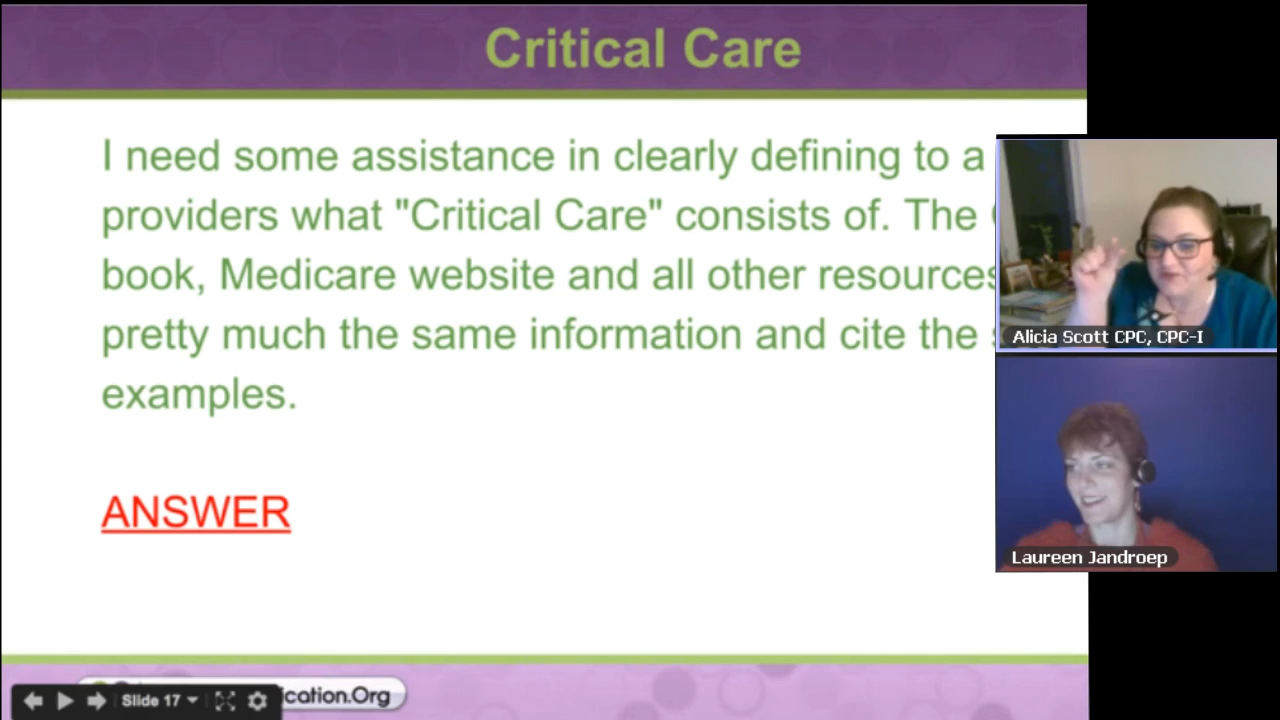 Critical Care
I need some assistance in clearly defining to a
providers what "Critical Care" consists of. The
book, Medicare website and all other resources
pretty much the same information and cite the
examples.
ANSWER
Alicia Scott CPC, CPC-I
Laureen Jandroep
Slide 17
ication.Org